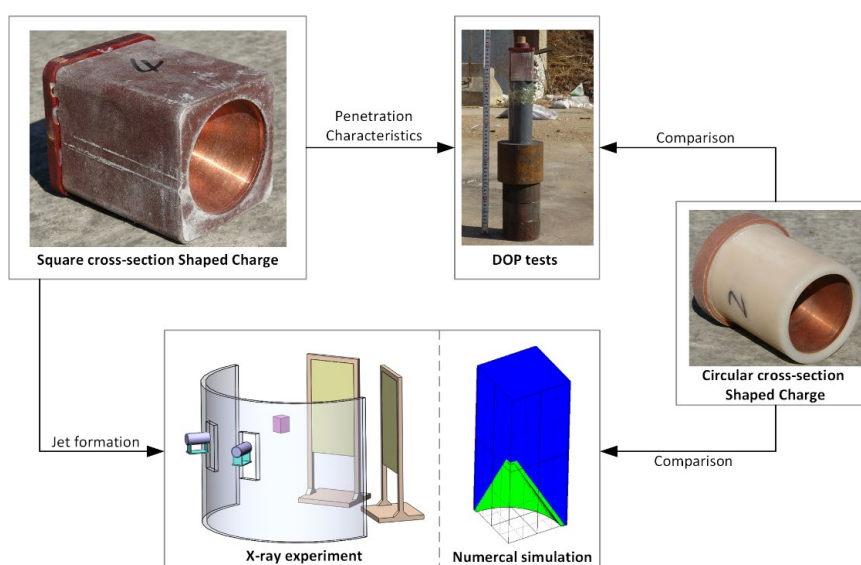 4
Penetration
Characteristics
Comparison
Square cross-section Shaped Charge
DOP tests
N
Circular cross-section
Shaped Charge
Jet formation
Comparison
X-ray experiment
Numercal simulation